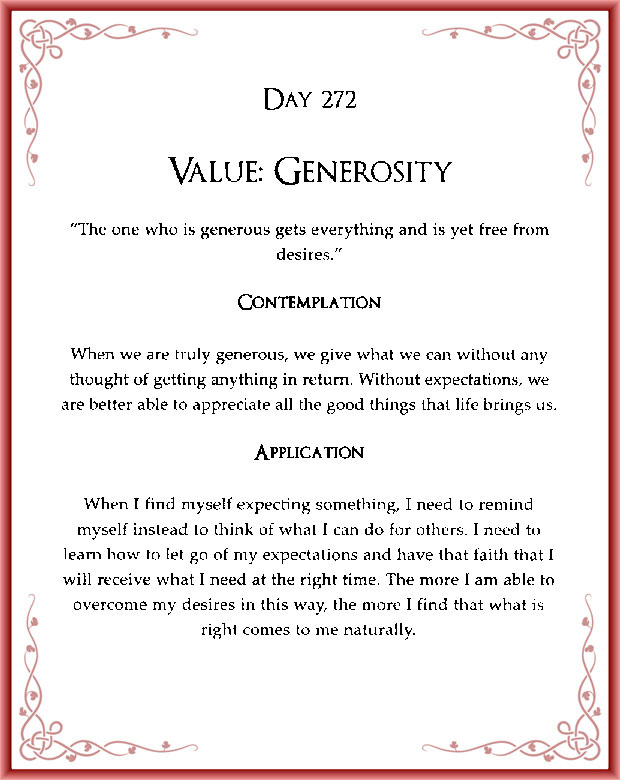 Day 272
Value: Generosity
"The one who is generous gets everything and is yet free from
desires."
Contemplation
When we are truly generous, we give what we can without any
thought of getting anything in return. Without expectations, we
are better able to appreciate all the good things that life brings us.
Application
When I find myself expecting something, I need to remind
myself instead to think of what I can do for others. I need to
learn how to let go of my expectations and have that faith that I
will receive what I need at the right time. The more I am able to
overcome my desires in this way, the more I find that what is
right comes to me naturally.